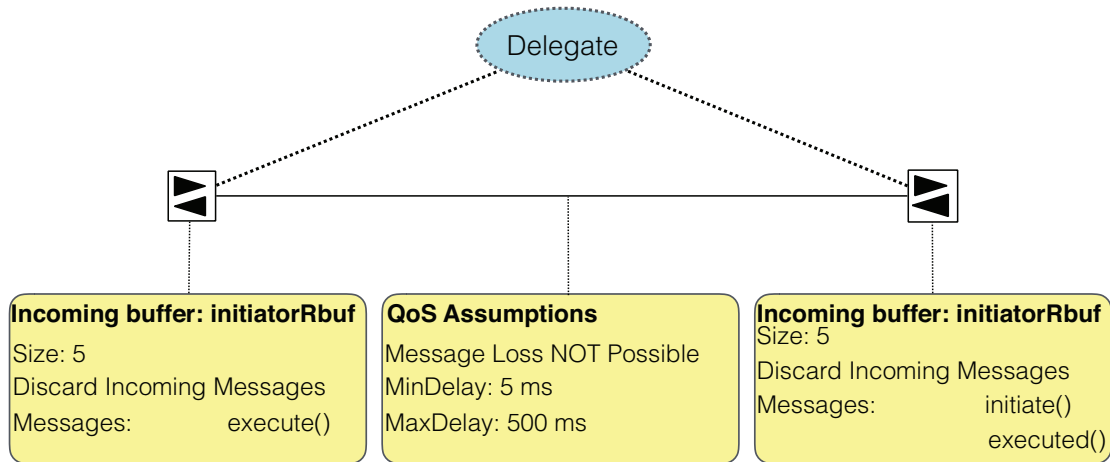 Delegate
Incoming buffer: initiatorRbuf
Size: 5
Discard Incoming Messages
Messages: execute()
QoS Assumptions
Message Loss NOT Possible
MinDelay: 5 ms
MaxDelay: 500 ms
Incoming buffer: initiatorRbuf
Size: 5
Discard Incoming Messages
Messages: initiate()
executed()